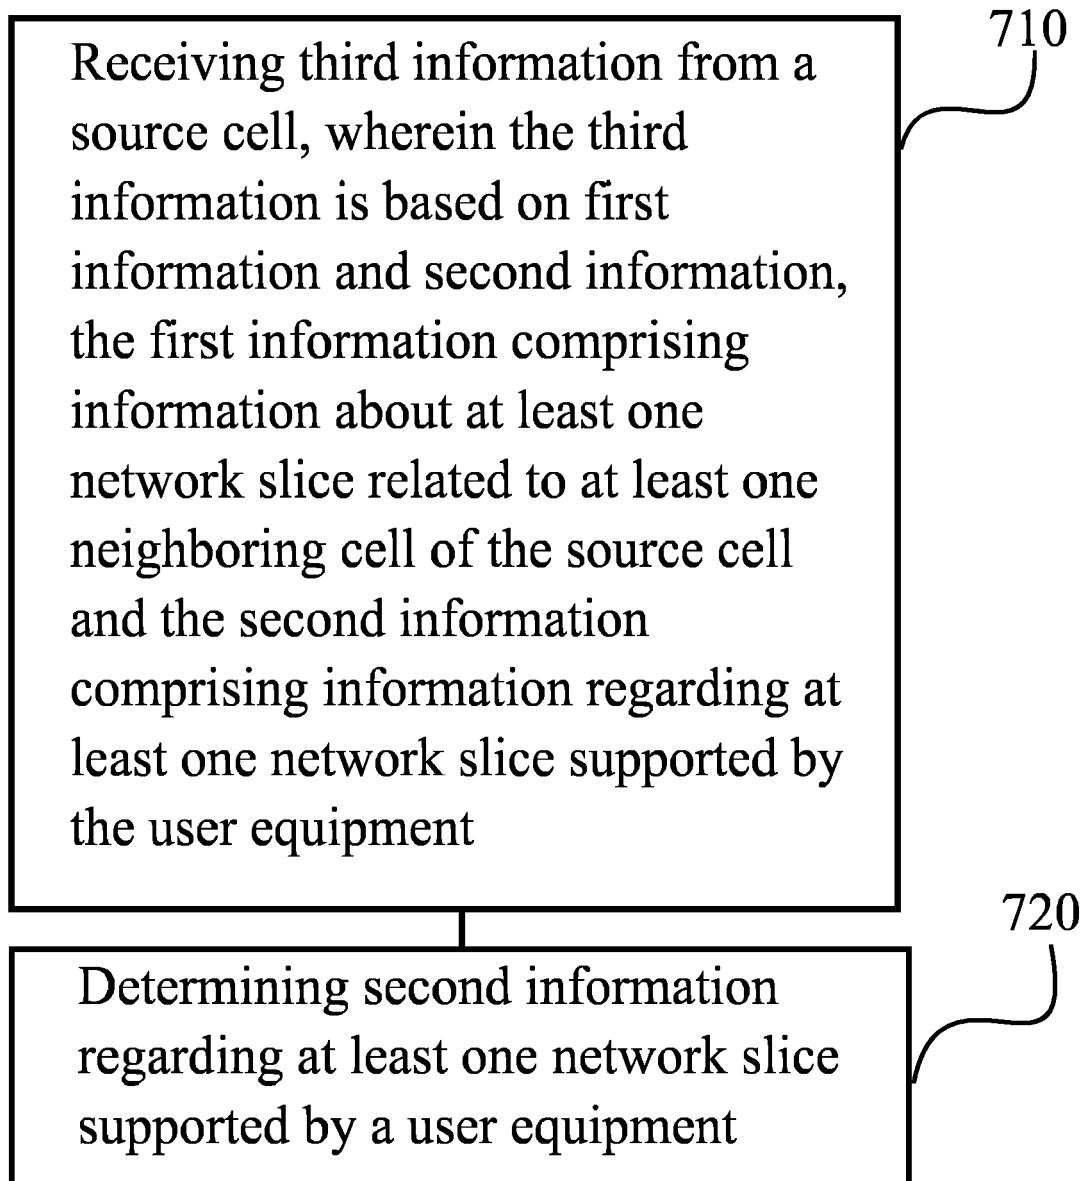 710
Receiving third information from a
source cell, wherein the third
information is based on first
information and second information,
the first information comprising
information about at least one
network slice related to at least one
neighboring cell of the source cell
and the second information
comprising information regarding at
least one network slice supported by
the user equipment
720
Determining second information
regarding at least one network slice
supported by a user equipment